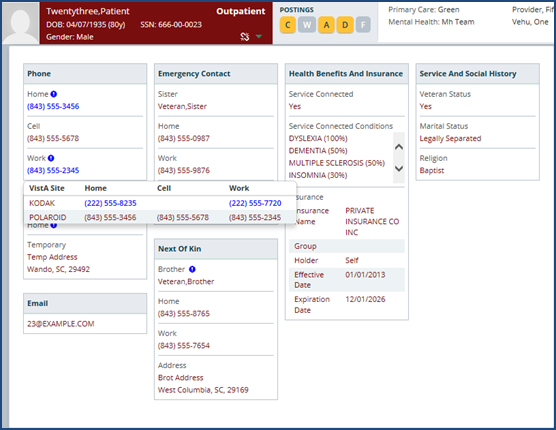 Twentythree,Patient
Outpatient
DOB: 04/07/1935 (80y)
SSN: 666-00-0023
Gender: Male
POSTINGS
C W A D F
Primary Care: Green
Mental Health: Mh Team
Provider, Fif
Vehu, One
Phone
Home
(843) 555-3456
Cell
(843) 555-5678
Work
(843) 555-2345
VistA Site Home Cell Work
KODAK (222) 555-8235 (222) 555-7720
POLAROID (843) 555-3456 (843) 555-5678 (843) 555-2345
Home
Temporary
Temp Address
Wando, SC, 29492
Email
23@EXAMPLE.COM
Emergency Contact
Sister
Veteran,Sister
Home
(843) 555-0987
Work
(843) 555-9876
Next Of Kin
Brother
Veteran,Brother
Home
(843) 555-8765
Work
(843) 555-7654
Address
Brot Address
West Columbia, SC, 29169
Health Benefits And Insurance
Service Connected
Yes
Service Connected Conditions
DYSLEXIA (100%)
DEMENTIA (50%)
MULTIPLE SCLEROSIS (50%)
INSOMNIA (30%)
nsurance
Insurance PRIVATE
Name INSURANCE CO
INC
Group
Holder Self
Effective 01/01/2013
Date
Expiration 12/01/2026
Date
Service And Social History
Veteran Status
Yes
Marital Status
Legally Separated
Religion
Baptist